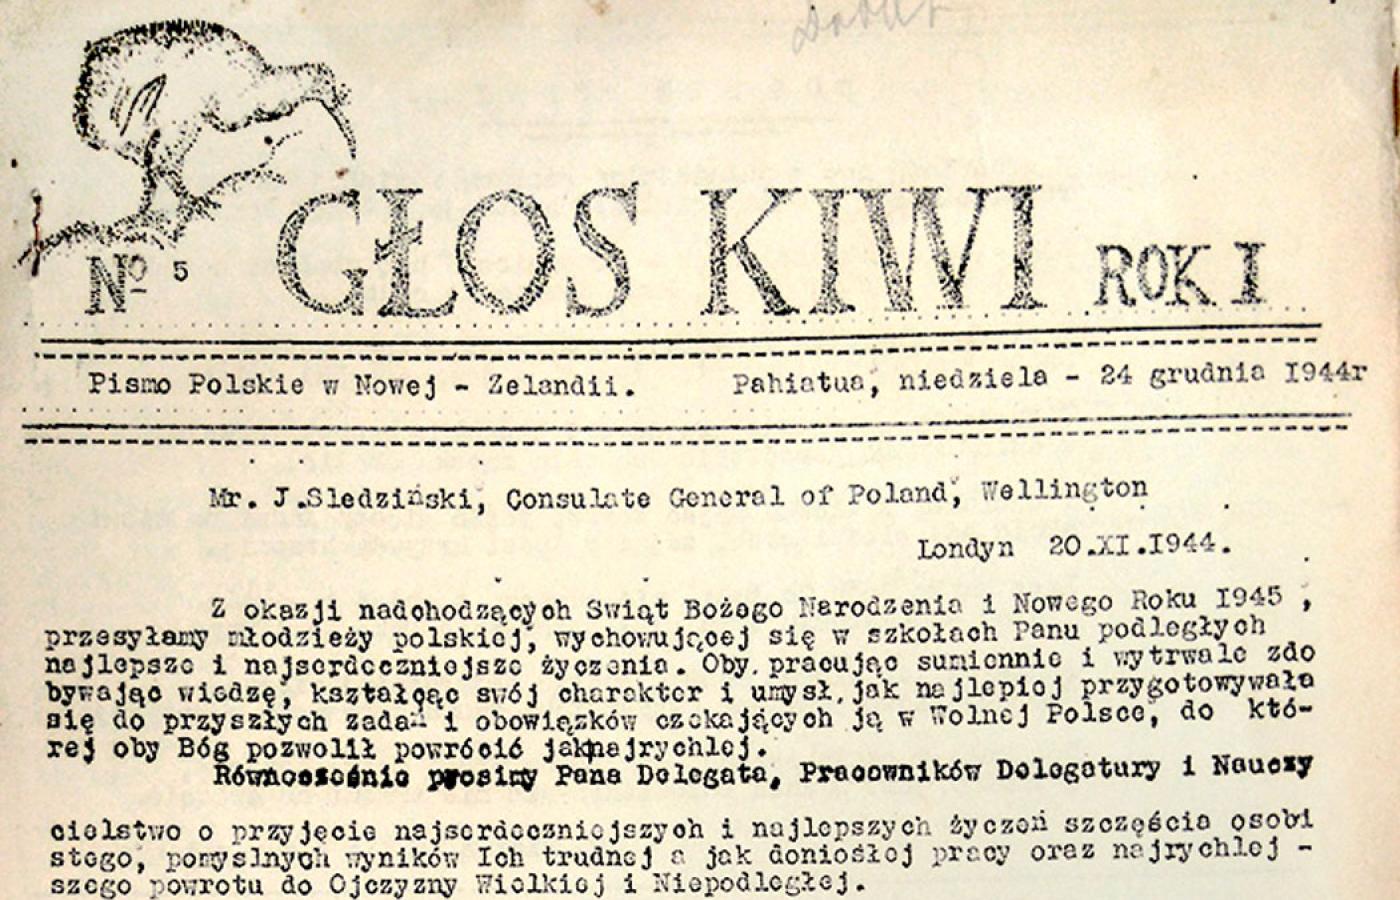 GŁOS KIWI ROK I
Nº 5
Pismo Polskie w Nowej - Zelandii. Pahiatua, niedziela - 24 grudnia 1944r
Mr. J.Sledziński, Consulate General of Poland, Wellington
Londyn 20.XI.1944.
Z okazji nadchodzących Swiąt Bożego Narodzenia i Nowego Roku 1945 ,
przesyłamy młodzieży polskiej, wychowującej się w szkołach Panu podległych
najlepsze i najserdeczniejsze życzenia. Oby, pracując sumiennie i wytrwale zdo
bywając wiedzę, kształcąc swój charakter i umysł, jak najlepiej przygotowywała
się do przyszłych zadań i obowiązków czekających ją w Wolnej Polsce, do któ-
rej oby Bóg pozwolił powrócić jaknajrychlej.
Równocześnie prosimy Pana Delegata, Pracowników Delegatury i Nauczy
cielstwo o przyjęcie najserdeczniejszych i najlepszych życzeń szczęścia osobi
stego, pomyslnych wyników Ich trudnej a jak doniosłej pracy oraz najrychlej -
szego powrotu do Ojczyzny Wielkiej i Niepodległej.